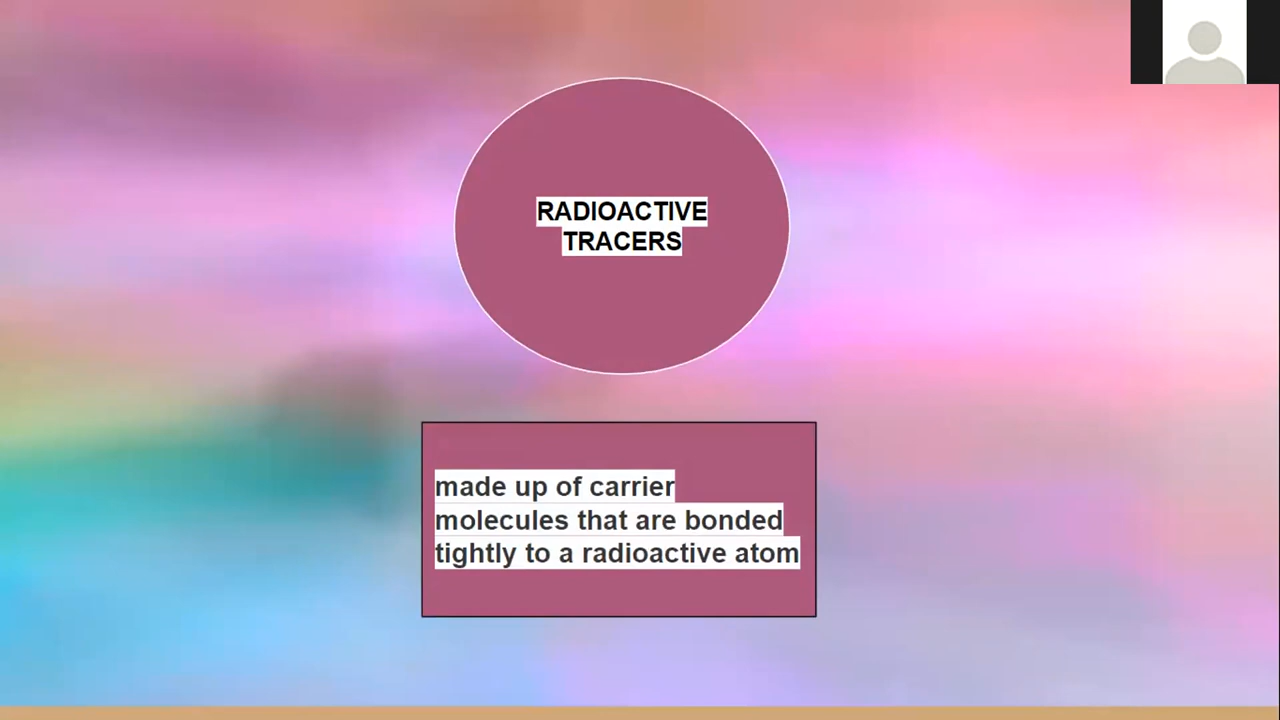 RADIOACTIVE
TRACERS
made up of carrier
molecules that are bonded
tightly to a radioactive atom